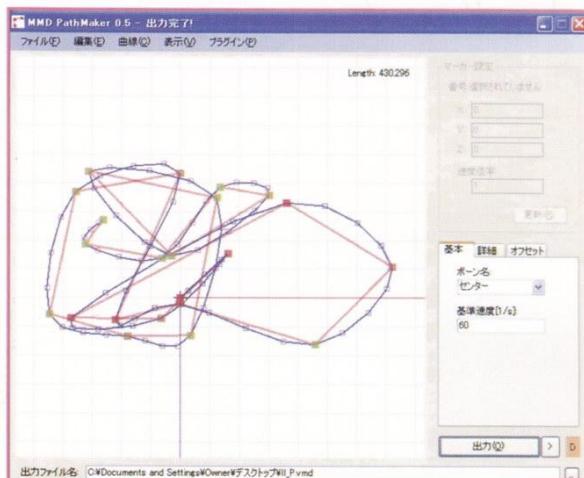 MMD PathMaker 0.5 - 出力完了!
ファイル(F) 編集(E) 曲線(C) 表示(V) プラグイン(P)
Length: 430.296
マーカー設定
番号:選択されていません
X: 0
Y: 0
Z: 0
速度倍率
1
更新(S)
基本 詳細 オフセット
ボーン名
センター
基準速度[1/s]
60
出力(O) > D
出力ファイル名: C:¥Documents and Settings¥Owner¥デスクトップ¥II_P.vmd ...